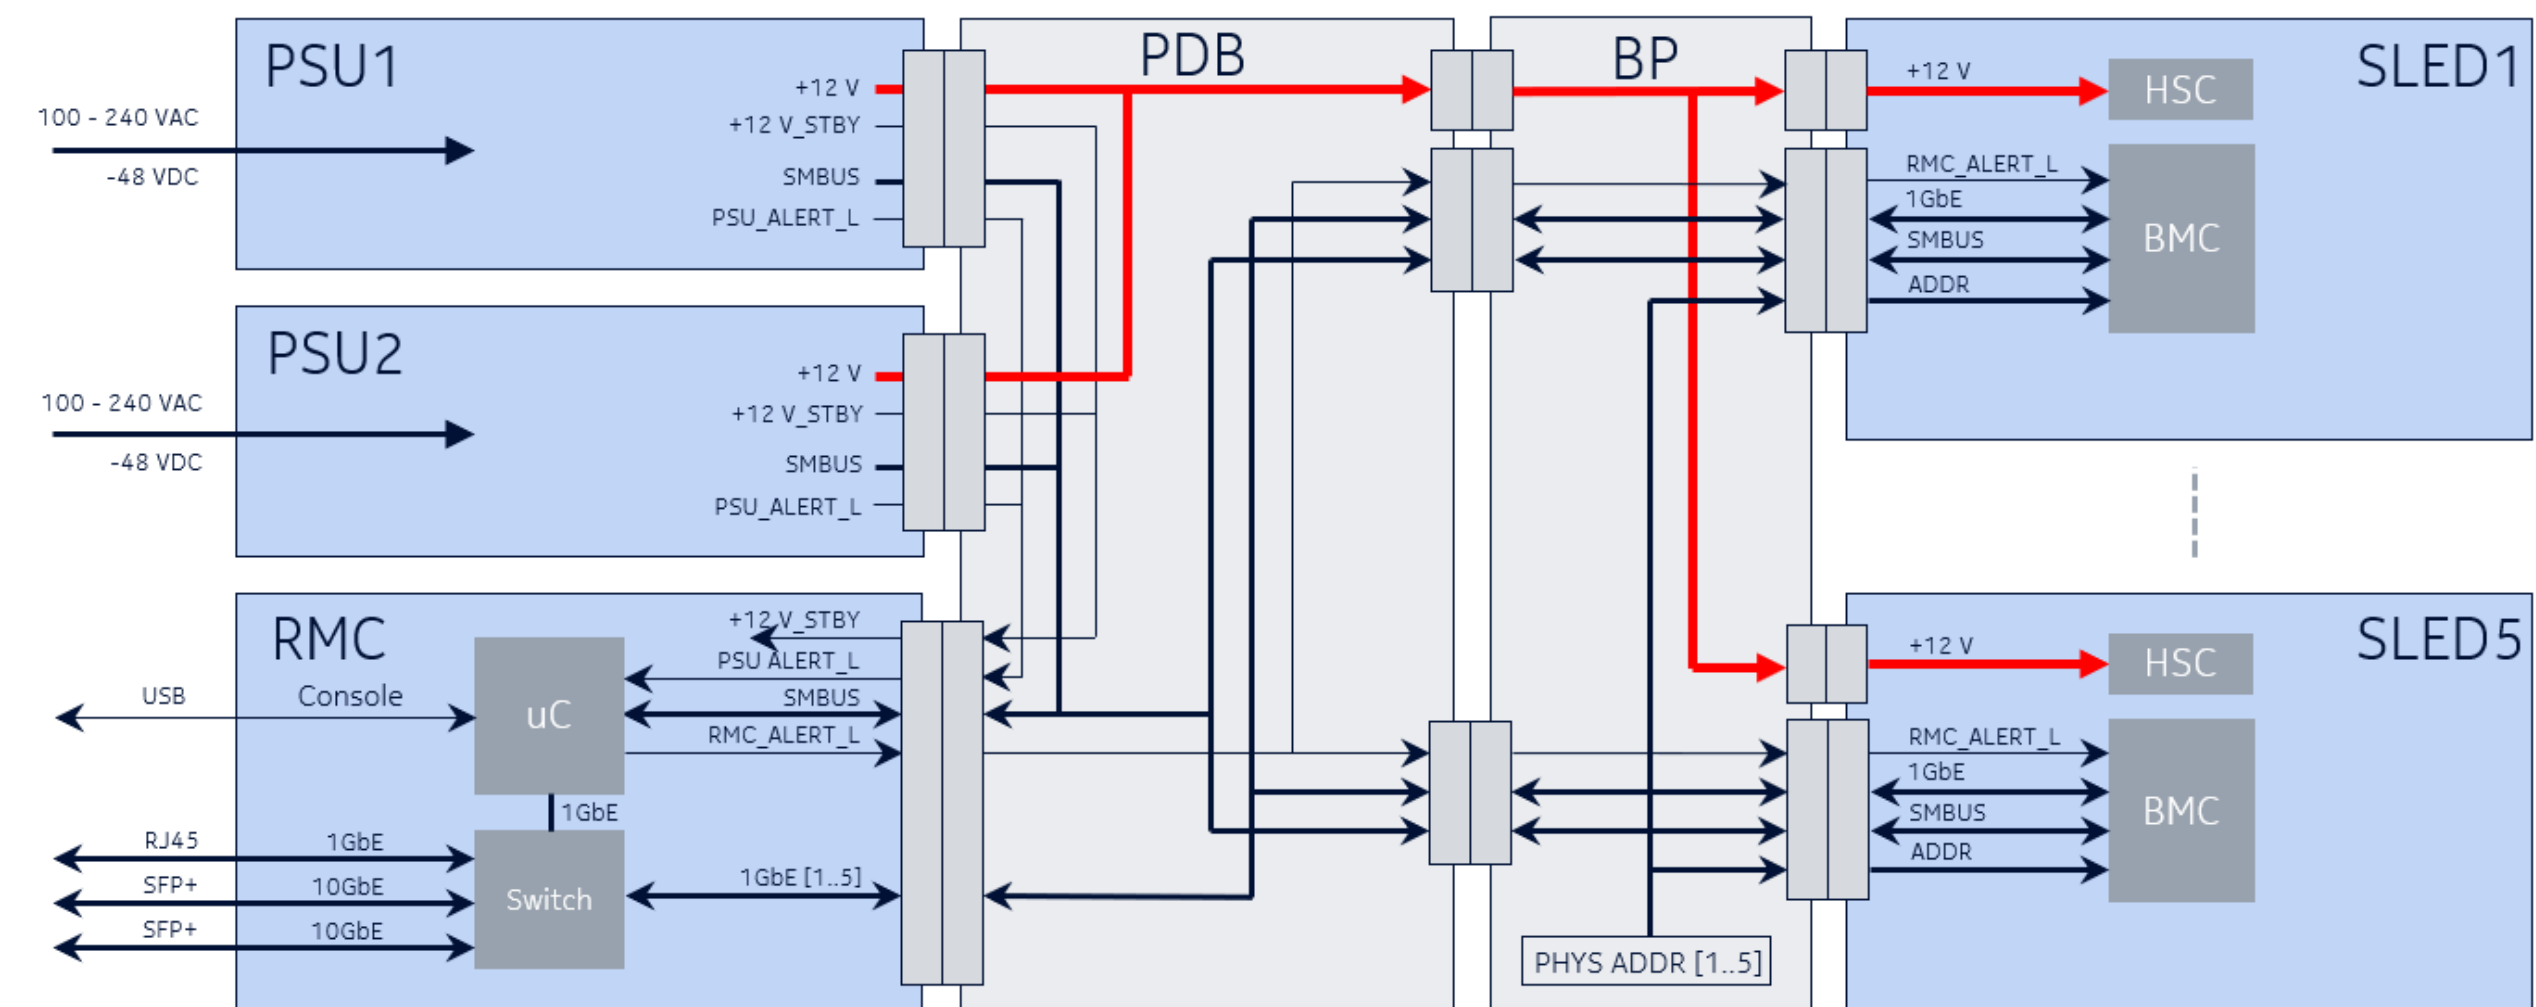 PSU1
100 - 240 VAC
-48 VDC
+12 V
+12 V_STBY
SMBUS
PSU_ALERT_L
PSU2
100 - 240 VAC
-48 VDC
+12 V
+12 V_STBY
SMBUS
PSU_ALERT_L
RMC
+12 V_STBY
PSU ALERT_L
SMBUS
RMC_ALERT_L
USB
Console
uC
1GbE
RJ45
1GbE
SFP+
10GbE
SFP+
10GbE
Switch
1GbE [1..5]
PDB
BP
PHYS ADDR [1..5]
SLED1
+12 V
HSC
RMC_ALERT_L
1GbE
SMBUS
ADDR
BMC
SLED5
+12 V
HSC
RMC_ALERT_L
1GbE
SMBUS
ADDR
BMC